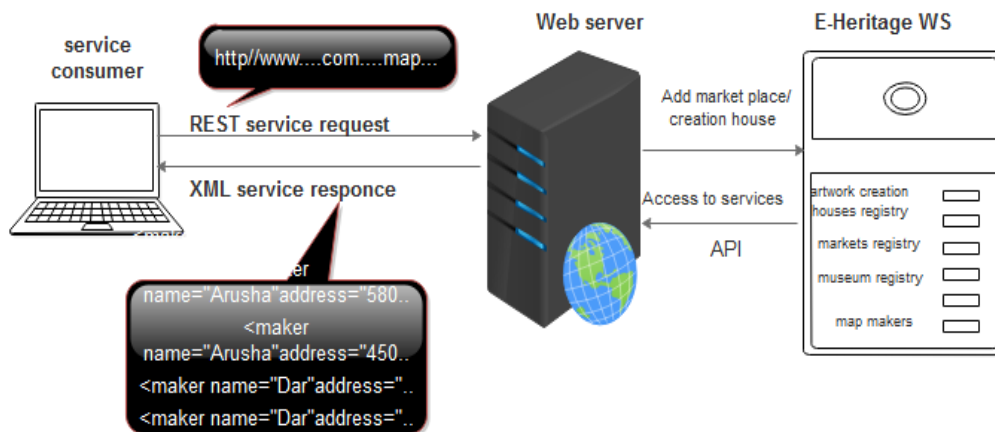 service
consumer
http//www....com....map...
REST service request
XML service responce
<make
ker
name="Arusha"address="580..
<maker
name="Arusha"address="450..
<maker name="Dar"address="..
<maker name="Dar"address="..
Web server
Add market place/
creation house
Access to services
API
E-Heritage WS
artwork creation
houses registry
markets registry
museum registry
map makers